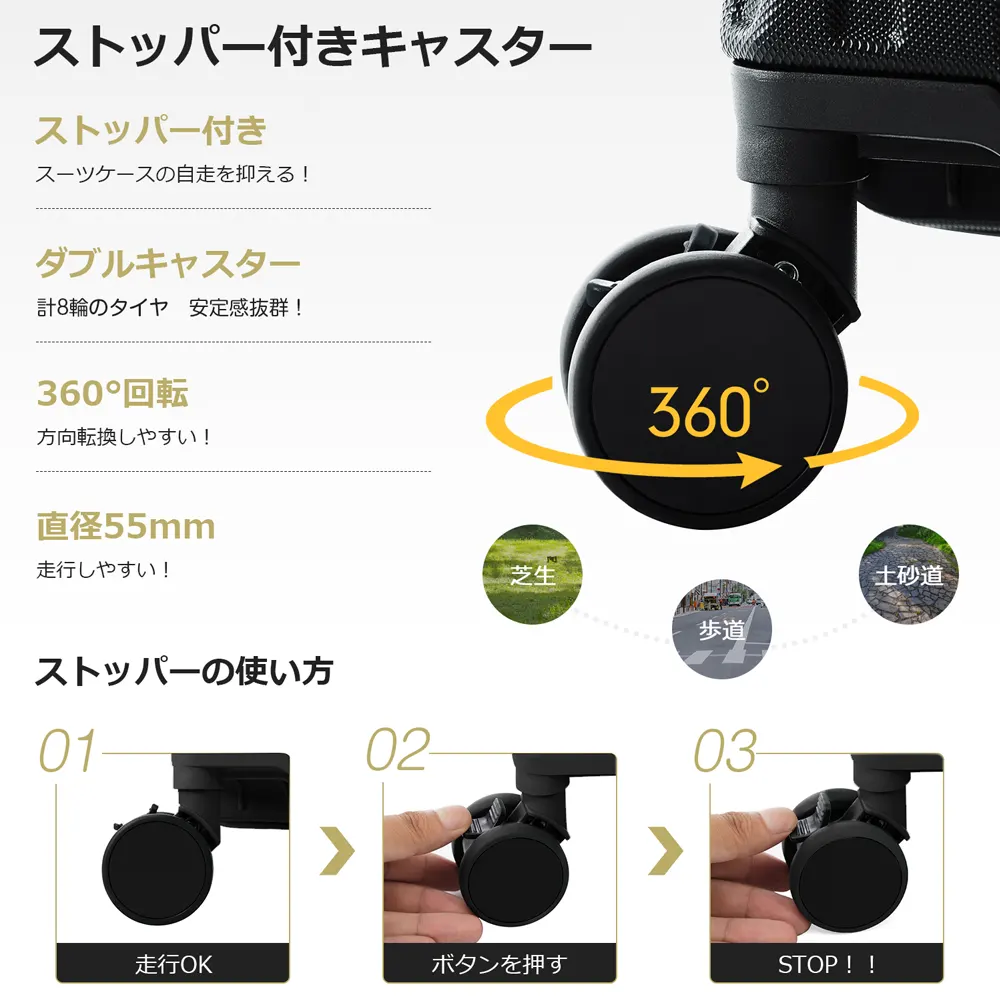 ストッパー付きキャスター
ストッパー付き
スーツケースの自走を抑える！
ダブルキャスター
計8輪のタイヤ　安定感抜群！
360°回転
方向転換しやすい！
直径55mm
走行しやすい！
360°
芝生
歩道
土砂道
ストッパーの使い方
01
走行OK
02
ボタンを押す
03
STOP！！